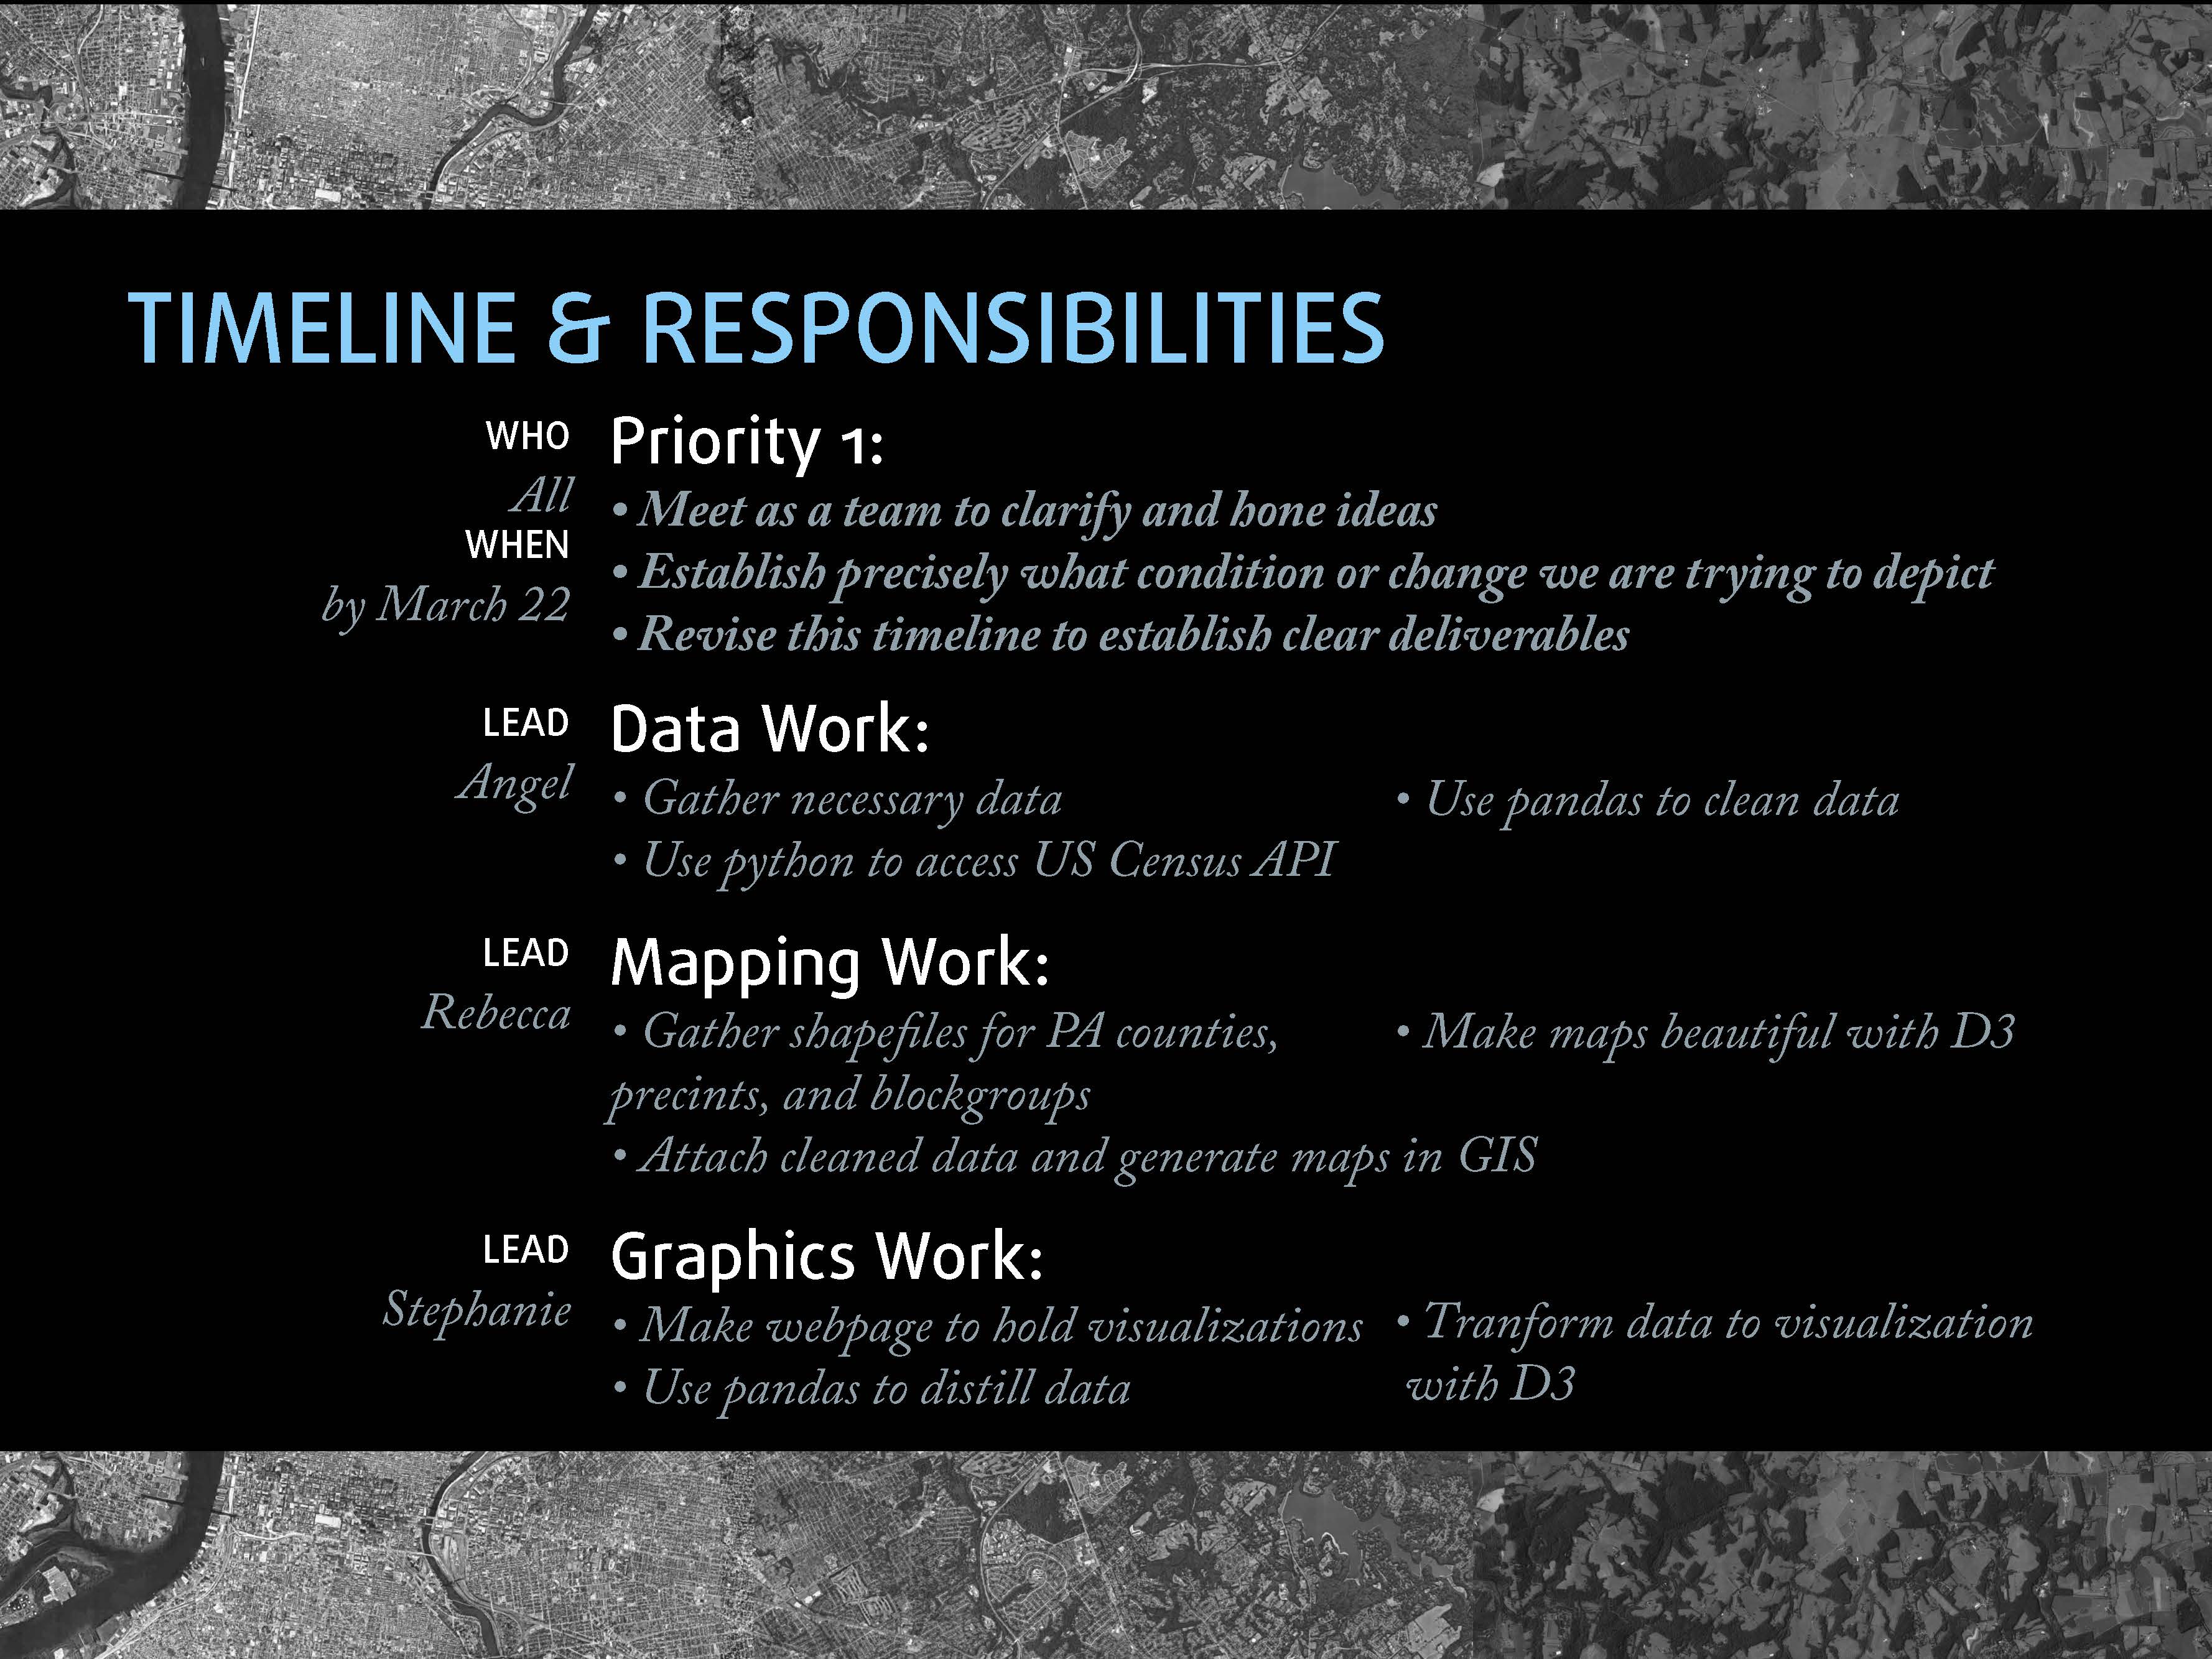 TIMELINE & RESPONSIBILITIES
WHO
All
WHEN
by March 22
Priority 1:
• Meet as a team to clarify and hone ideas
• Establish precisely what condition or change we are trying to depict
• Revise this timeline to establish clear deliverables
LEAD
Angel
Data Work:
• Gather necessary data
• Use python to access US Census API
• Use pandas to clean data
LEAD
Rebecca
Mapping Work:
• Gather shapefiles for PA counties,
precints, and blockgroups
• Attach cleaned data and generate maps in GIS
• Make maps beautiful with D3
LEAD
Stephanie
Graphics Work:
• Make webpage to hold visualizations
• Use pandas to distill data
• Tranform data to visualization
with D3